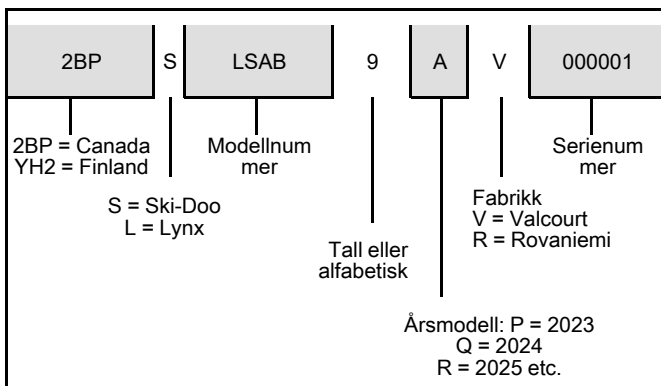 2BP S LSAB 9 A V 000001
2BP = Canada
YH2 = Finland
Modellnum
mer
Serienum
mer
S = Ski-Doo
L = Lynx
Fabrikk
V = Valcourt
R = Rovaniemi
Tall eller
alfabetisk
Årsmodell: P = 2023
Q = 2024
R = 2025 etc.